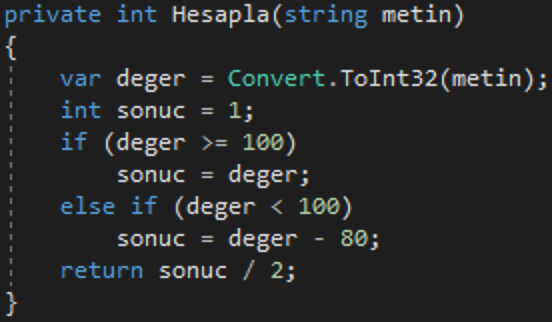 private int Hesapla(string metin)
{
var deger = Convert.ToInt32(metin);
int sonuc = 1;
if (deger >= 100)
sonuc = deger;
else if (deger < 100)
sonuc = deger - 80;
return sonuc / 2;
}